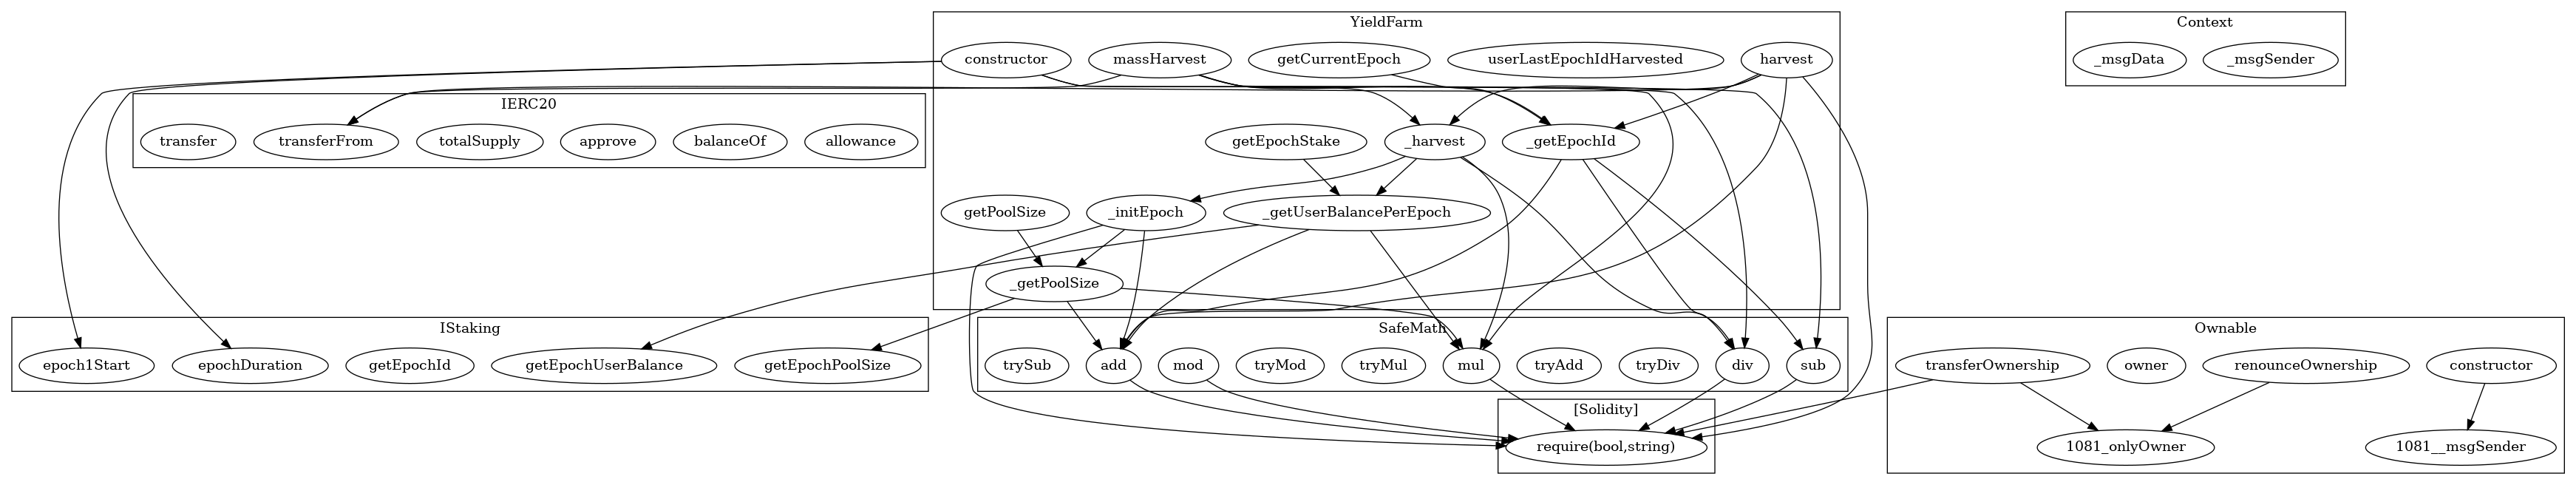 YieldFarm
Context
constructor
massHarvest
getCurrentEpoch
userLastEpochIdHarvested
harvest
_msgData
_msgSender
IERC20
transfer
transferFrom
totalSupply
approve
balanceOf
allowance
getEpochStake
_harvest
_getEpochId
getPoolSize
_initEpoch
_getUserBalancePerEpoch
_getPoolSize
IStaking
SafeMath
Ownable
epoch1Start
epochDuration
getEpochId
getEpochUserBalance
getEpochPoolSize
trySub
add
mod
tryMod
tryMul
mul
tryAdd
tryDiv
div
sub
transferOwnership
owner
renounceOwnership
constructor
[Solidity]
require(bool,string)
1081_onlyOwner
1081__msgSender